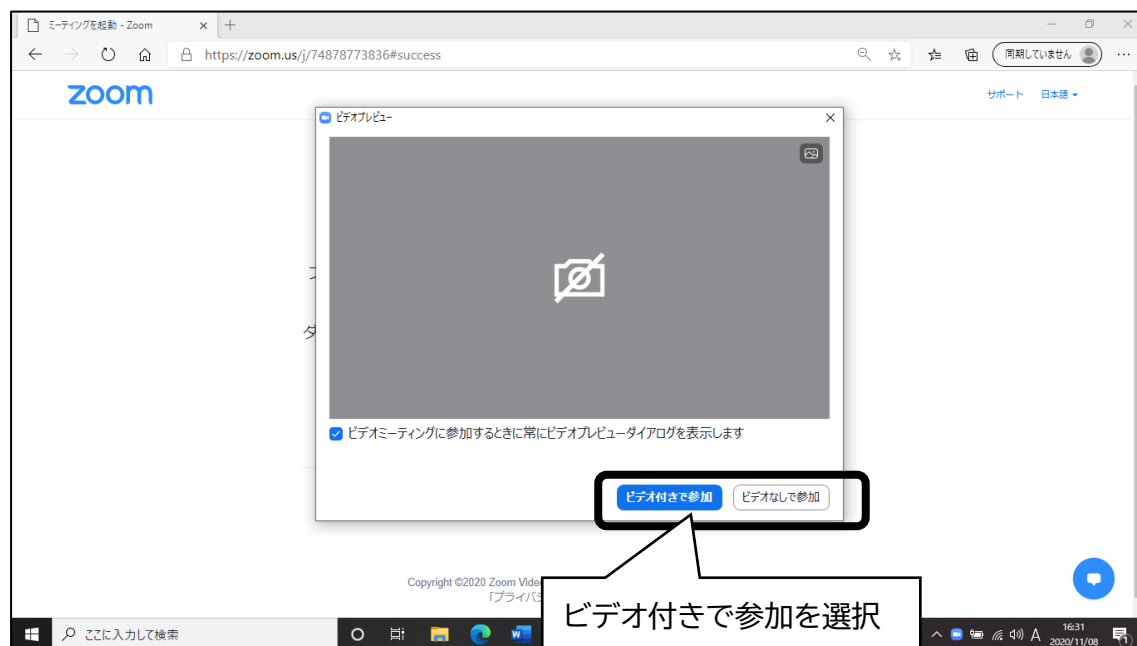 ミーティングを起動 - Zoom
https://zoom.us/j/74878773836#success
同期していません
zoom
サポート 日本語
ビデオプレビュー
ダ
ビデオミーティングに参加するときに常にビデオプレビューダイアログを表示します
ビデオ付きで参加 ビデオなしで参加
Copyright ©2020 Zoom Vide
「プライバシ
ビデオ付きで参加を選択
ここに入力して検索
A
16:31
2020/11/08